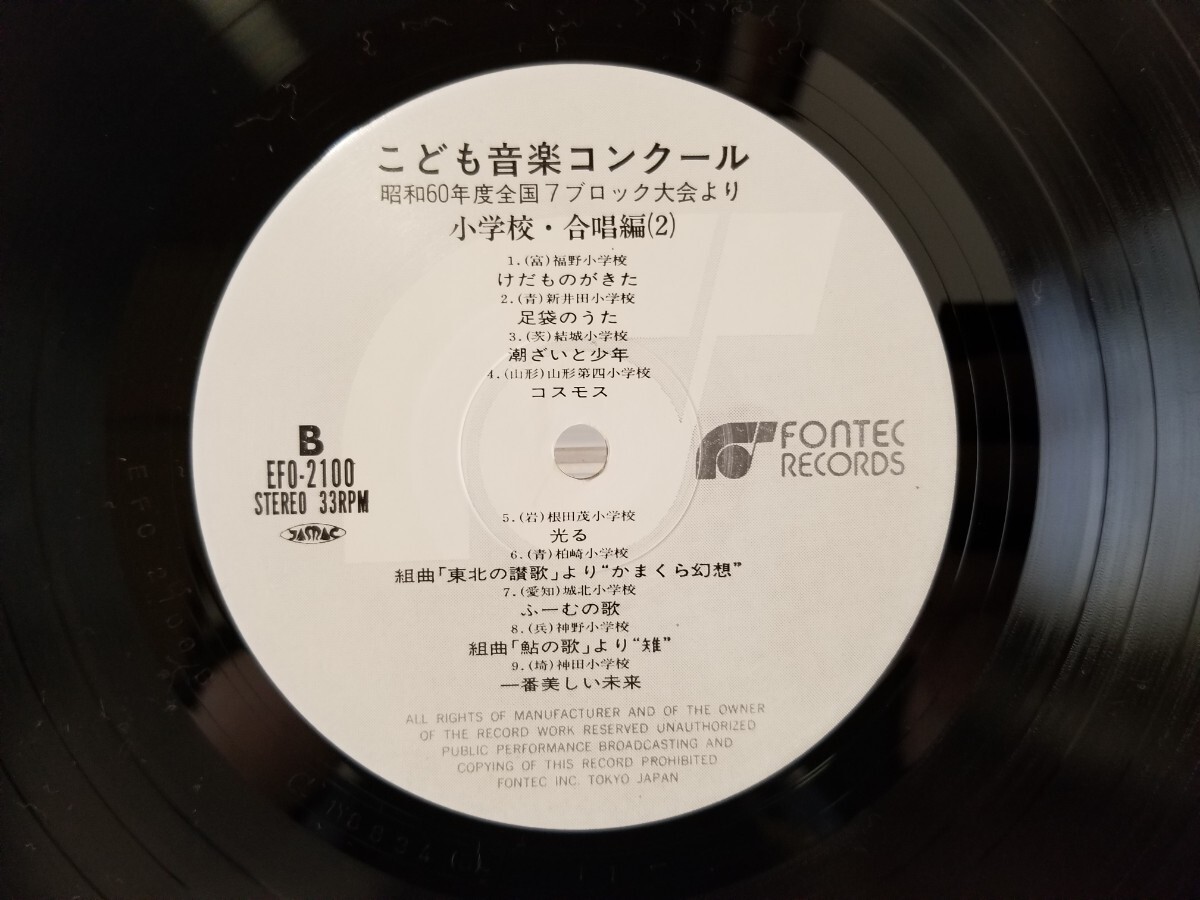 こども音楽コンクール
昭和60年度全国7ブロック大会より
小学校・合唱編(2)
1.(富)福野小学校
けだものがきた
2.(青)新井田小学校
足袋のうた
3.(茨)結城小学校
潮ざいと少年
4.(山形)山形第四小学校
コスモス
B
EFO-2100
STEREO 33RPM
JASRAC
FONTEC
RECORDS
5.(岩)根田茂小学校
光る
6.(青)柏崎小学校
組曲「東北の讃歌」より“かまくら幻想”
7.(愛知)城北小学校
ふーむの歌
8.(兵)神野小学校
組曲「鮎の歌」より“雉”
9.(埼)神田小学校
一番美しい未来
ALL RIGHTS OF MANUFACTURER AND OF THE OWNER
OF THE RECORD WORK RESERVED UNAUTHORIZED
PUBLIC PERFORMANCE BROADCASTING AND
COPYING OF THIS RECORD PROHIBITED
FONTEC INC. TOKYO JAPAN